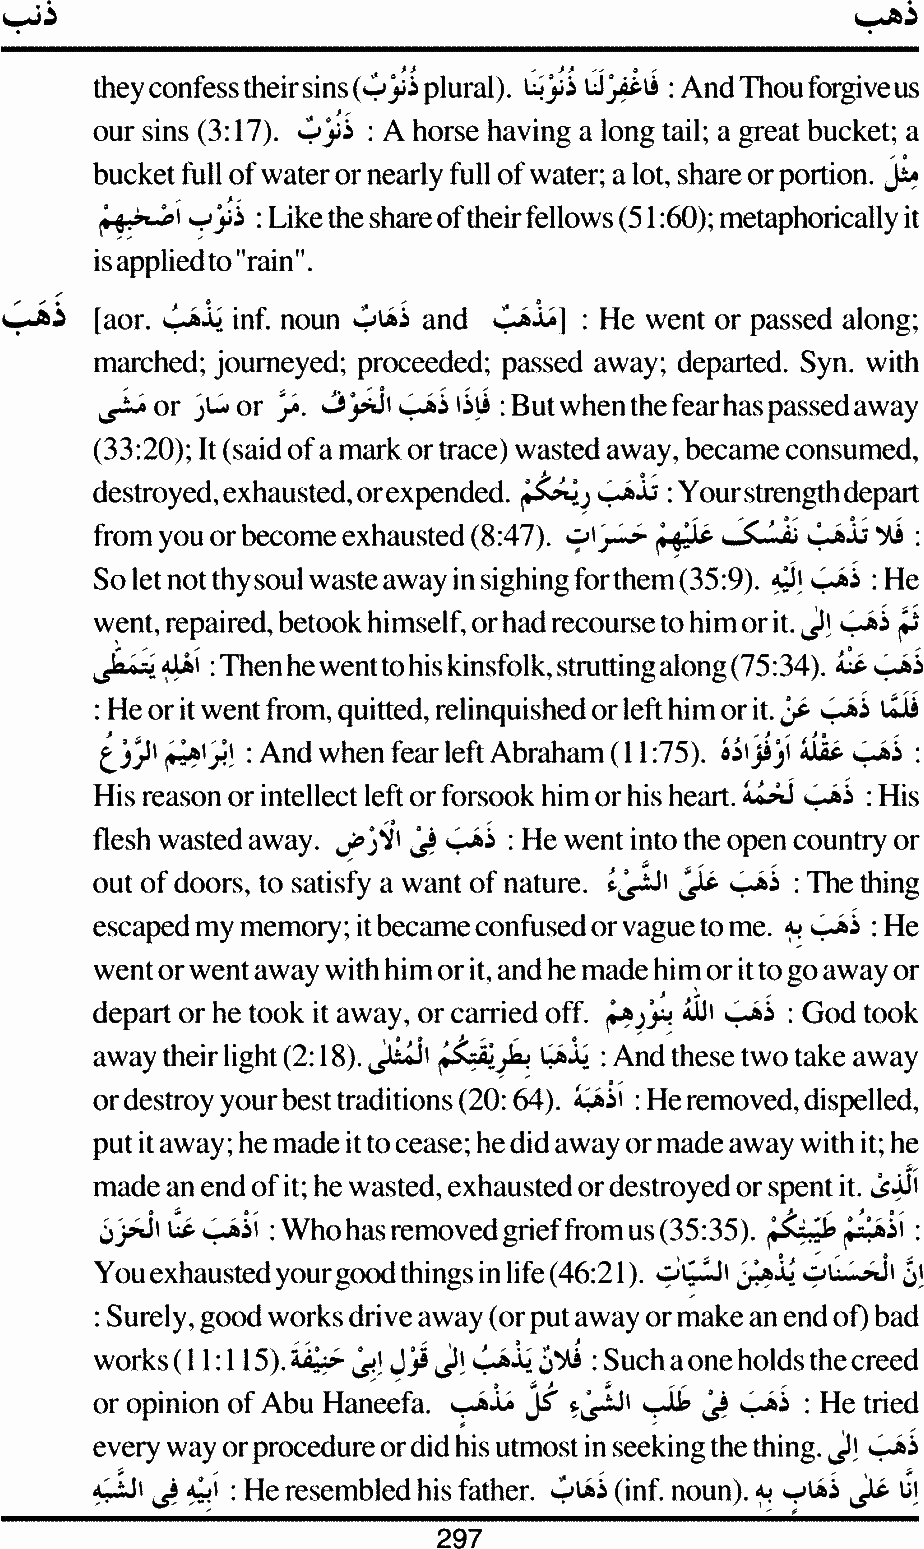 ذنب ذهب
they confess their sins (ذُنُوْبٌ plural). فَاغْفِرْلَنَا ذُنُوْبَنَا : And Thou forgive us
our sins (3:17). ذَنُوْبٌ : A horse having a long tail; a great bucket; a
bucket full of water or nearly full of water; a lot, share or portion. مِثْلَ
ذَنُوْبِ اَصْحٰبِهِمْ : Like the share of their fellows (51:60); metaphorically it
is applied to "rain".
ذَهَبَ [aor. يَذْهَبُ inf. noun ذَهَابٌ and مَذْهَبٌ] : He went or passed along;
marched; journeyed; proceeded; passed away; departed. Syn. with
مَشٰى or سَارَ or مَرَّ. فَاِذَا ذَهَبَ الْخَوْفُ : But when the fear has passed away
(33:20); It (said of a mark or trace) wasted away, became consumed,
destroyed, exhausted, or expended. تَذْهَبَ رِيْحُكُمْ : Your strength depart
from you or become exhausted (8:47). فَلا تَذْهَبْ نَفْسُکَ عَلَيْهِمْ حَسَرَاتٍ :
So let not thy soul waste away in sighing for them (35:9). ذَهَبَ اِلَيْهِ : He
went, repaired, betook himself, or had recourse to him or it. ثُمَّ ذَهَبَ اِلٰى
اَهْلِهٖ يَتَمَطّٰى : Then he went to his kinsfolk, strutting along (75:34). ذَهَبَ عَنْهُ
: He or it went from, quitted, relinquished or left him or it. فَلَمَّا ذَهَبَ عَنْ
اِبْرَاهِيْمَ الرَّوْعُ : And when fear left Abraham (11:75). ذَهَبَ عَقْلُهُ اَوْفُؤَادُهُ :
His reason or intellect left or forsook him or his heart. ذَهَبَ لَحْمُهُ : His
flesh wasted away. ذَهَبَ فِىْ الْاَرْضِ : He went into the open country or
out of doors, to satisfy a want of nature. ذَهَبَ عَلَىَّ الشَّىْءُ : The thing
escaped my memory; it became confused or vague to me. ذَهَبَ بِهٖ : He
went or went away with him or it, and he made him or it to go away or
depart or he took it away, or carried off. ذَهَبَ اللّٰهُ بِنُوْرِهِمْ : God took
away their light (2:18). يَذْهَبَا بِطَرِيْقَتِكُمُ الْمُثْلٰى : And these two take away
or destroy your best traditions (20: 64). اَذْهَبَهُ : He removed, dispelled,
put it away; he made it to cease; he did away or made away with it; he
made an end of it; he wasted, exhausted or destroyed or spent it. اَلَّذِىْ
اَذْهَبَ عَنَّا الْحَزَنَ : Who has removed grief from us (35:35). اَذْهَبْتُمْ طَيِّبٰتِكُمْ :
You exhausted your good things in life (46:21). اِنَّ الْحَسَنَاتِ يُذْهِبْنَ السَّيِّاٰتِ
: Surely, good works drive away (or put away or make an end of) bad
works (11:115). فُلَانٌ يَذْهَبُ اِلٰى قَوْلِ اِبِىْ حَنِيْفَةَ : Such a one holds the creed
or opinion of Abu Haneefa. ذَهَبَ فِىْ طَلَبِ الشَّىْءِ كُلَّ مَذْهَبٍ : He tried
every way or procedure or did his utmost in seeking the thing. ذَهَبَ اِلٰى
اَبِيْهِ فِى الشَّبَهِ : He resembled his father. ذَهَابٌ (inf. noun). اِنَّا عَلٰى ذَهَابٍ بِهٖ
297